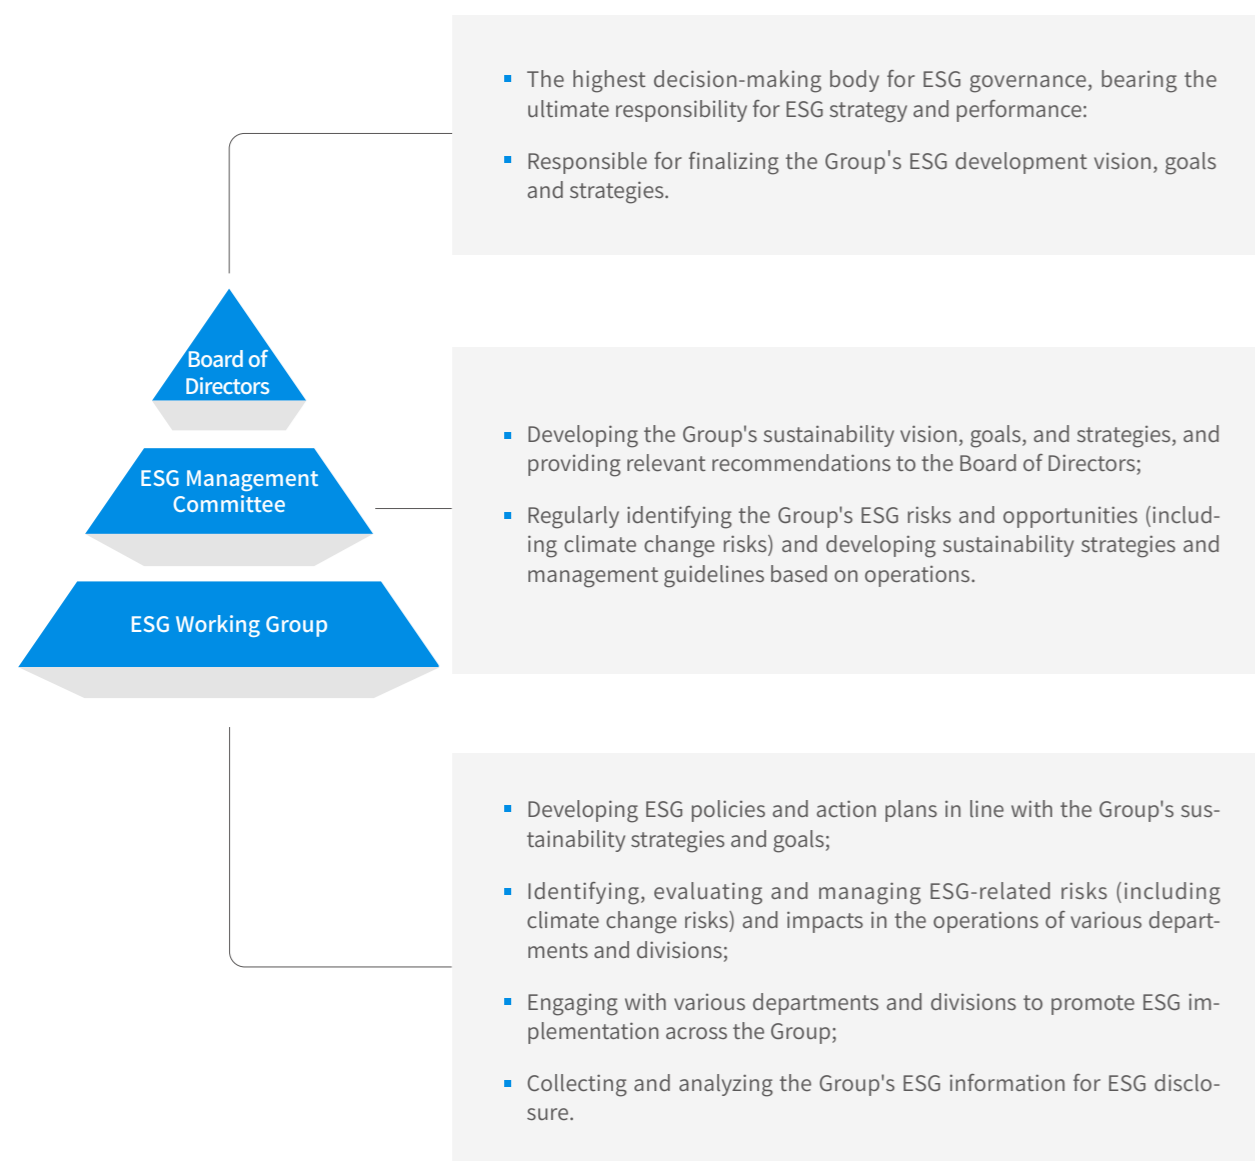 The highest decision-making body for ESG governance, bearing the
ultimate responsibility for ESG strategy and performance:
Responsible for finalizing the Group's ESG development vision, goals
and strategies.
Board of
Directors
ESG Management
Committee
ESG Working Group
Developing the Group's sustainability vision, goals, and strategies, and
providing relevant recommendations to the Board of Directors;
Regularly identifying the Group's ESG risks and opportunities (includ-
ing climate change risks) and developing sustainability strategies and
management guidelines based on operations.
Developing ESG policies and action plans in line with the Group's sus-
tainability strategies and goals;
Identifying, evaluating and managing ESG-related risks (including
climate change risks) and impacts in the operations of various depart-
ments and divisions;
Engaging with various departments and divisions to promote ESG im-
plementation across the Group;
Collecting and analyzing the Group's ESG information for ESG disclo-
sure.